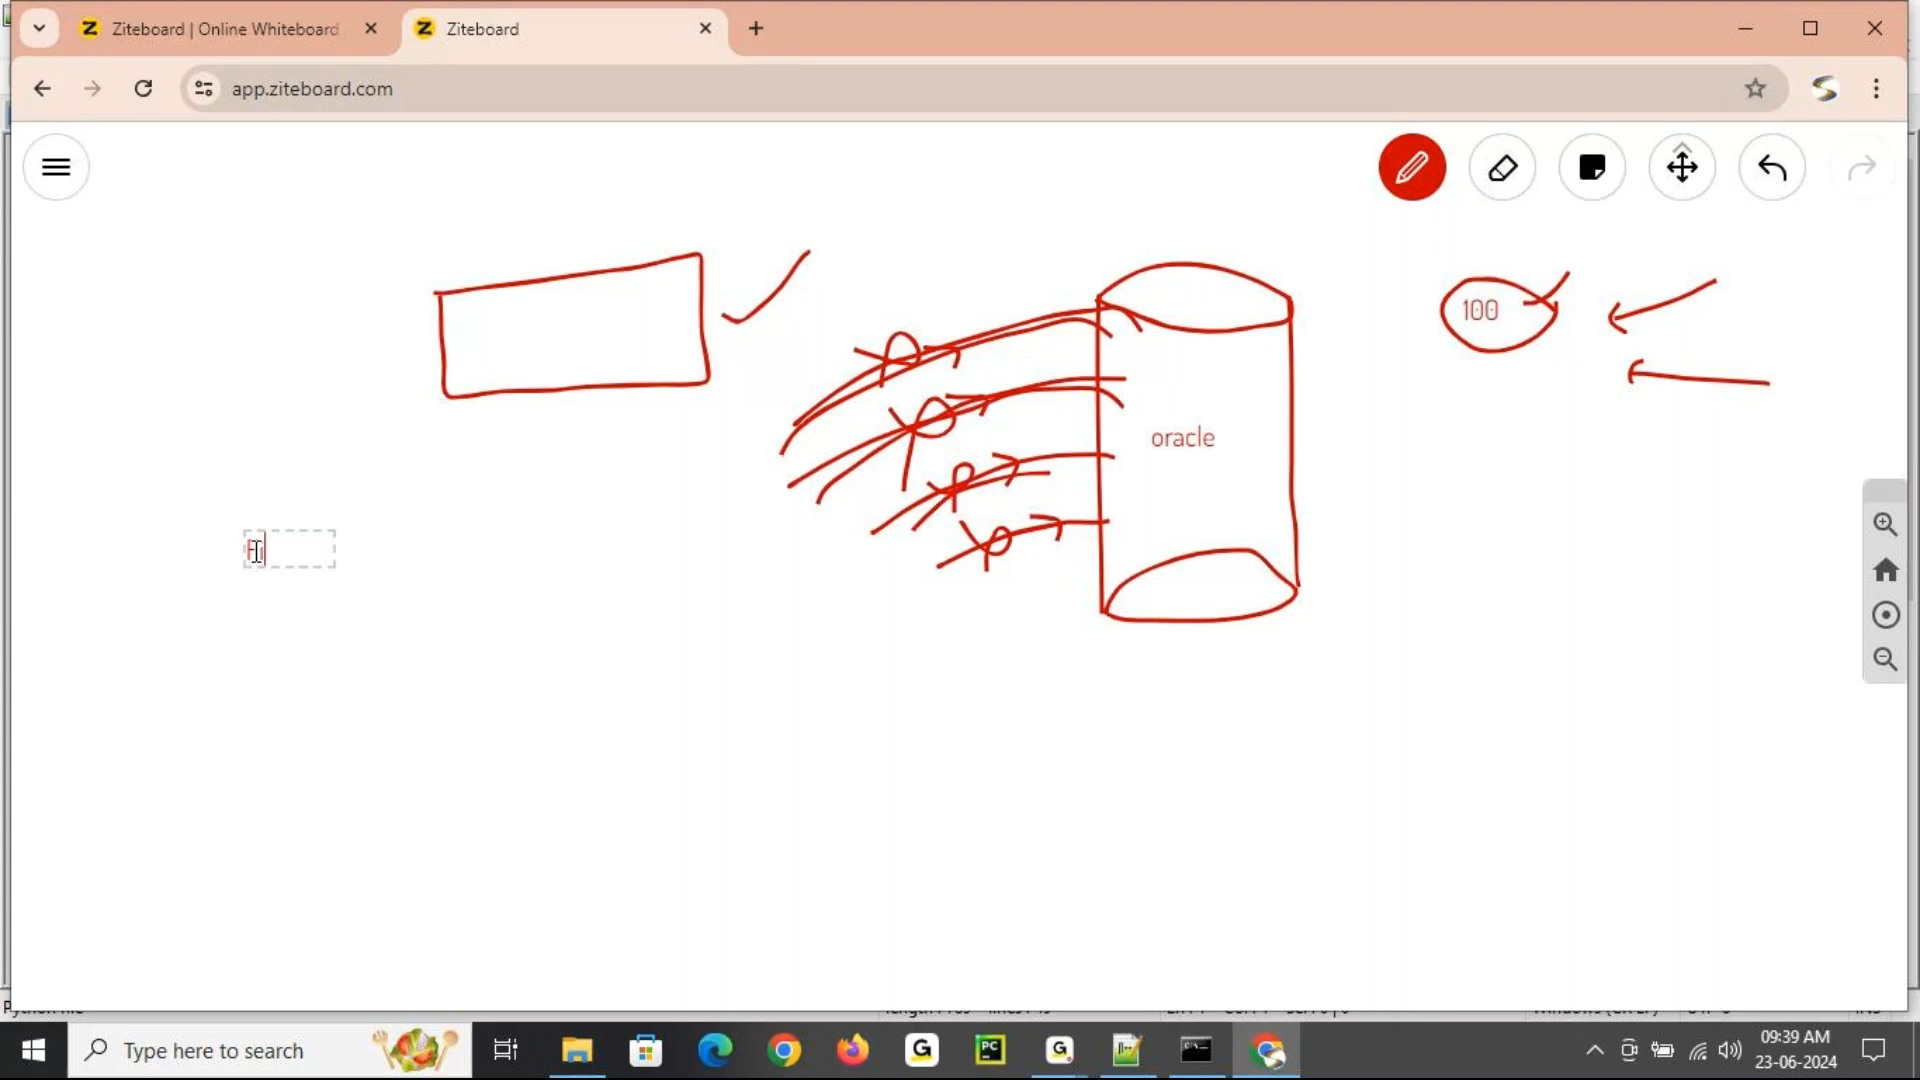 Ziteboard | Online Whiteboard
Ziteboard
app.ziteboard.com
100
oracle
Type here to search
09:39 AM
23-06-2024